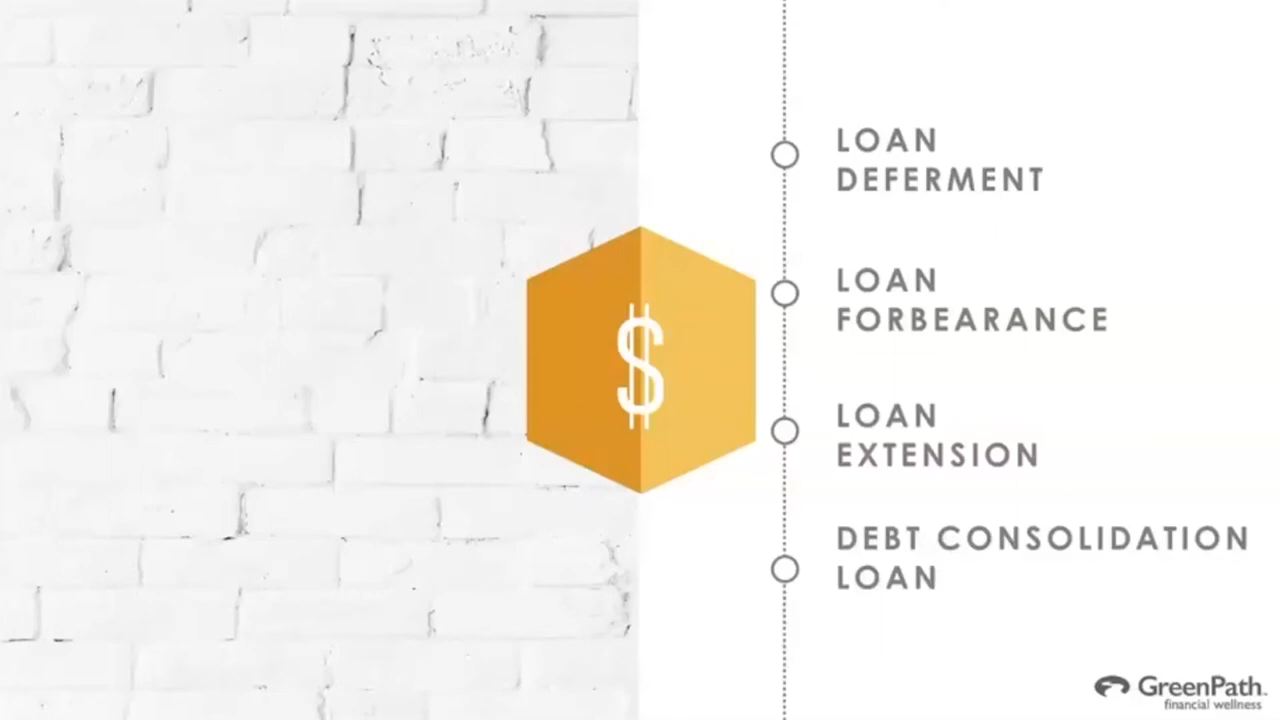 LOAN
DEFERMENT
LOAN
FORBEARANCE
LOAN
EXTENSION
DEBT CONSOLIDATION
LOAN
$
GreenPath
financial wellness